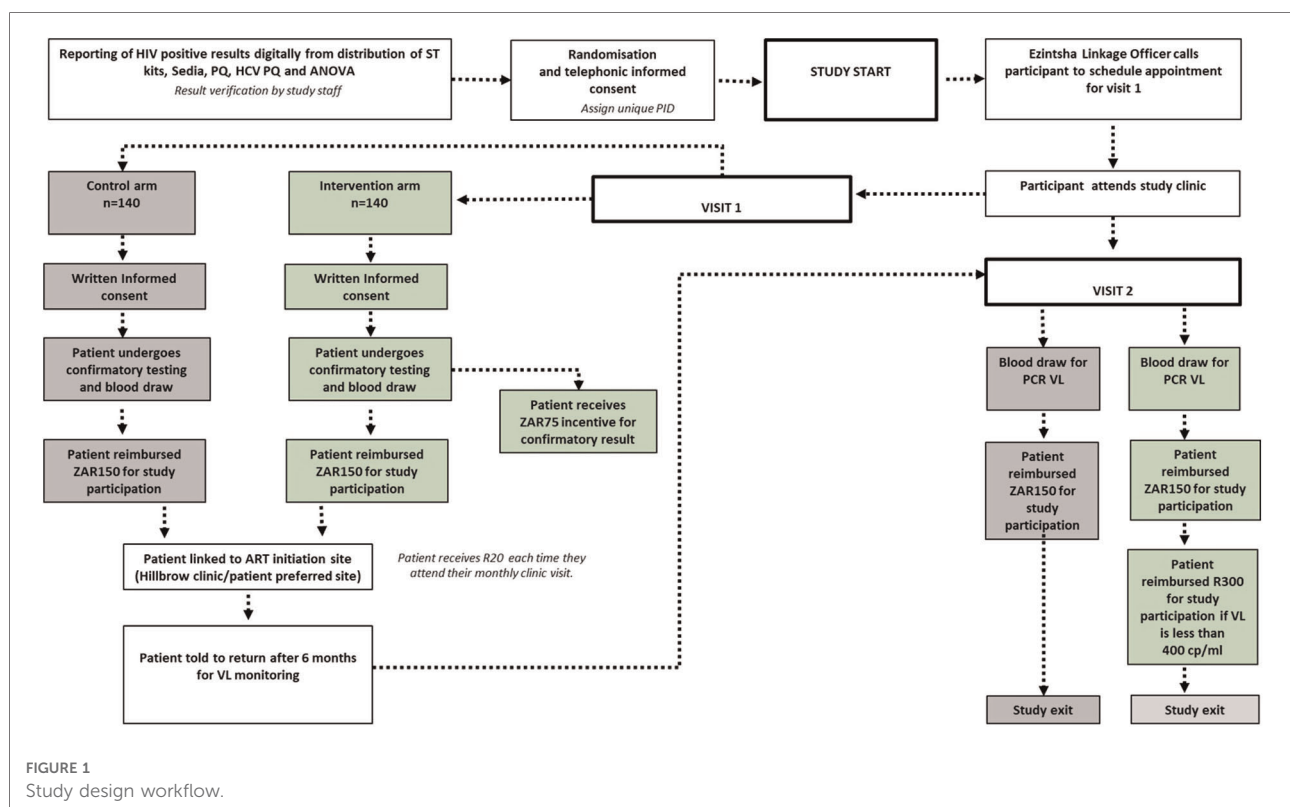 Reporting of HIV positive results digitally from distribution of ST
kits, Sedia, PQ, HCV PQ and ANOVA
Result verification by study staff
Randomisation
and telephonic informed
consent
Assign unique PID
STUDY START
Ezintsha Linkage Officer calls
participant to schedule appointment
for visit 1
Control arm
n=140
Intervention arm
n=140
VISIT 1
Participant attends study clinic
Written Informed
consent
Written Informed
consent
VISIT 2
Patient undergoes
confirmatory testing
and blood draw
Patient undergoes
confirmatory testing
and blood draw
Patient receives
ZAR75 incentive for
confirmatory result
Blood draw for
PCR VL
Blood draw for
PCR VL
Patient reimbursed
ZAR150 for study
participation
Patient reimbursed
ZAR150 for study
participation
Patient
reimbursed
ZAR150 for
study
participation
Patient
reimbursed
ZAR150 for study
participation
Patient linked to ART initiation site
(Hillbrow clinic/patient preferred site)
Patient receives R20 each time they
attend their monthly clinic visit.
Patient
reimbursed R300
for study
participation if VL
is less than
400 cp/ml
Patient told to return after 6 months
for VL monitoring
Study exit
Study exit
FIGURE 1
Study design workflow.